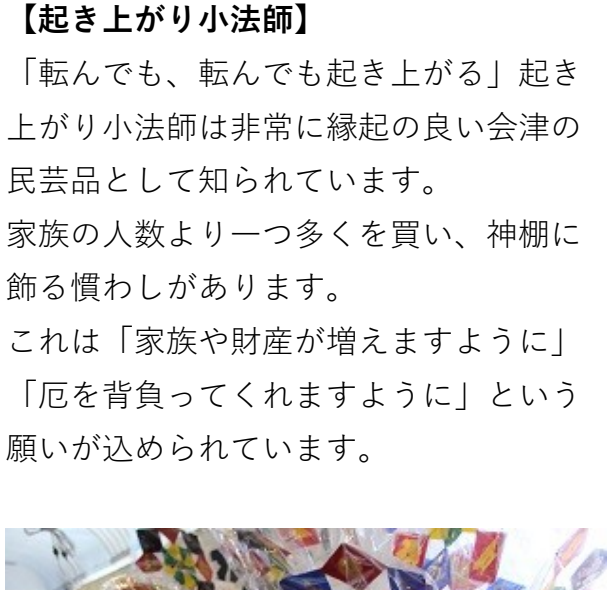 【起き上がり小法師】
「転んでも、転んでも起き上がる」起き
上がり小法師は非常に縁起の良い会津の
民芸品として知られています。
家族の人数より一つ多くを買い、神棚に
飾る慣わしがあります。
これは「家族や財産が増えますように」
「厄を背負ってくれますように」という
願いが込められています。